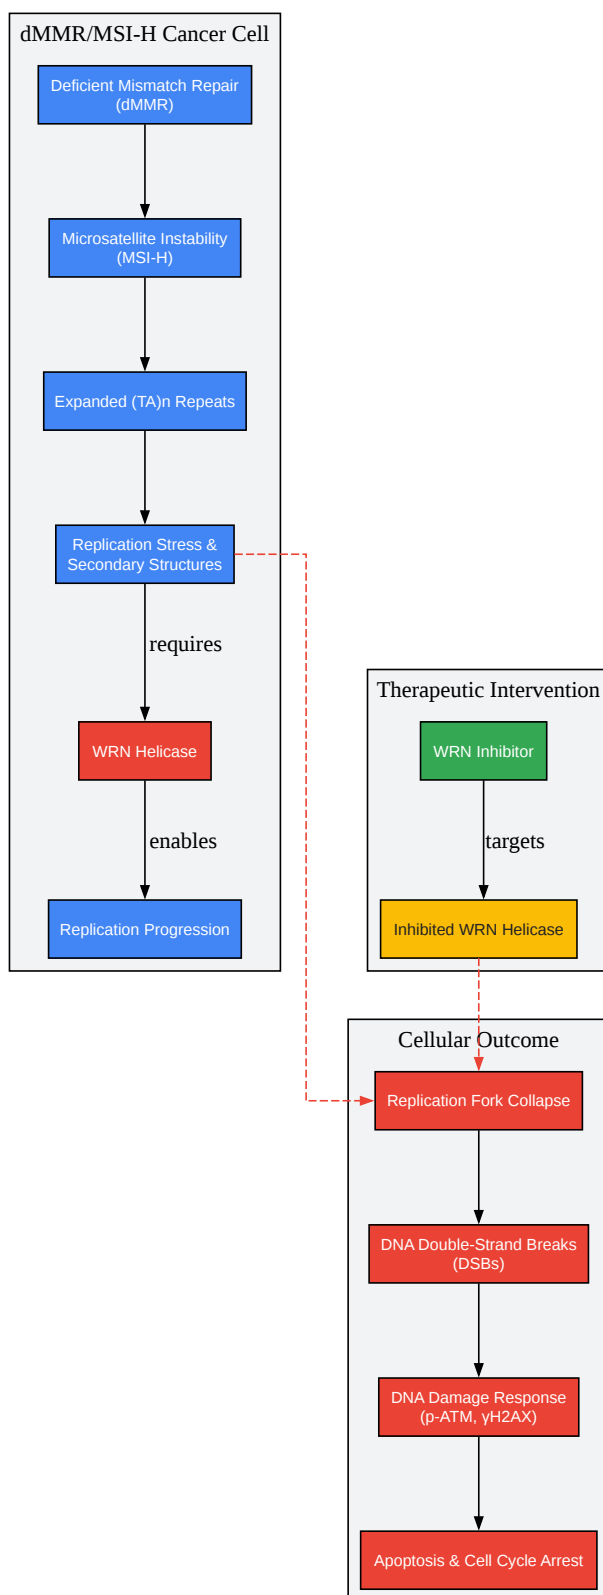 dMMR/MSI-H Cancer Cell
Deficient Mismatch Repair
(dMMR)
Microsatellite Instability
(MSI-H)
Expanded (TA)n Repeats
Replication Stress &
Secondary Structures
requires
WRN Helicase
enables
Replication Progression
Therapeutic Intervention
WRN Inhibitor
targets
Inhibited WRN Helicase
Cellular Outcome
Replication Fork Collapse
DNA Double-Strand Breaks
(DSBs)
DNA Damage Response
(p-ATM, γH2AX)
Apoptosis & Cell Cycle Arrest